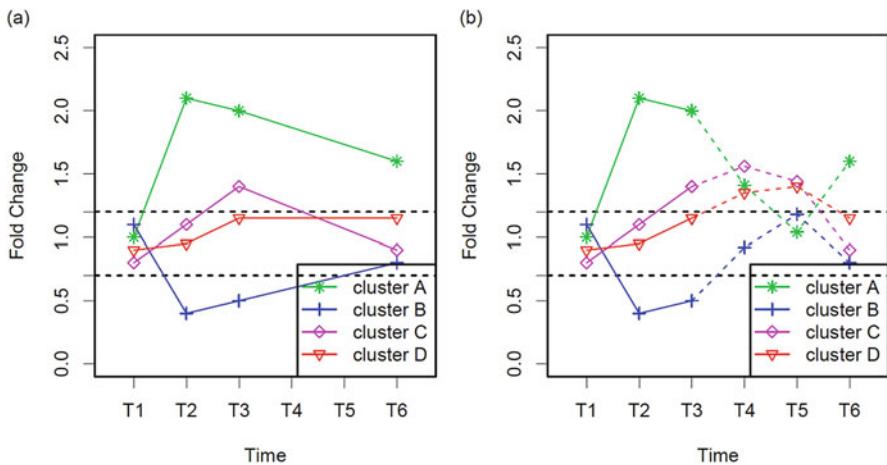 (a)
Fold Change
2.5
2.0
1.5
1.0
0.5
0.0
cluster A
cluster B
cluster C
cluster D
T1 T2 T3 T4 T5 T6
Time
(b)
Fold Change
2.5
2.0
1.5
1.0
0.5
0.0
cluster A
cluster B
cluster C
cluster D
T1 T2 T3 T4 T5 T6
Time